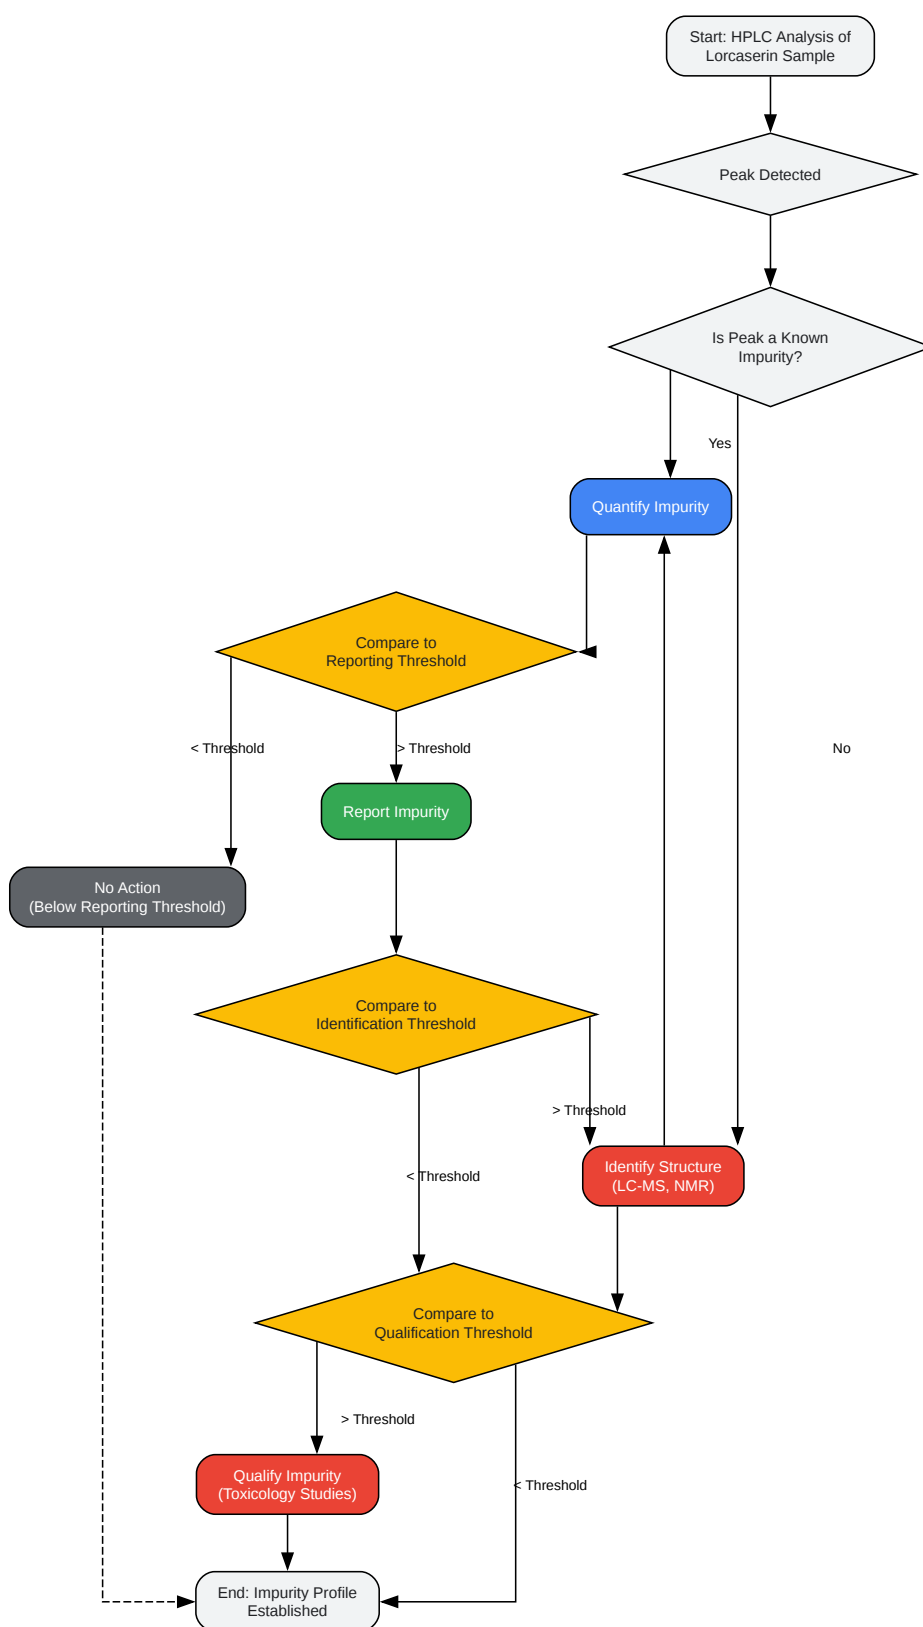 Start: HPLC Analysis of
Lorcaserin Sample
Peak Detected
Is Peak a Known
Impurity?
Yes
Quantify Impurity
Compare to
Reporting Threshold
< Threshold
> Threshold
No
Report Impurity
No Action
(Below Reporting Threshold)
Compare to
Identification Threshold
> Threshold
< Threshold
Identify Structure
(LC-MS, NMR)
Compare to
Qualification Threshold
> Threshold
Qualify Impurity
(Toxicology Studies)
< Threshold
End: Impurity Profile
Established